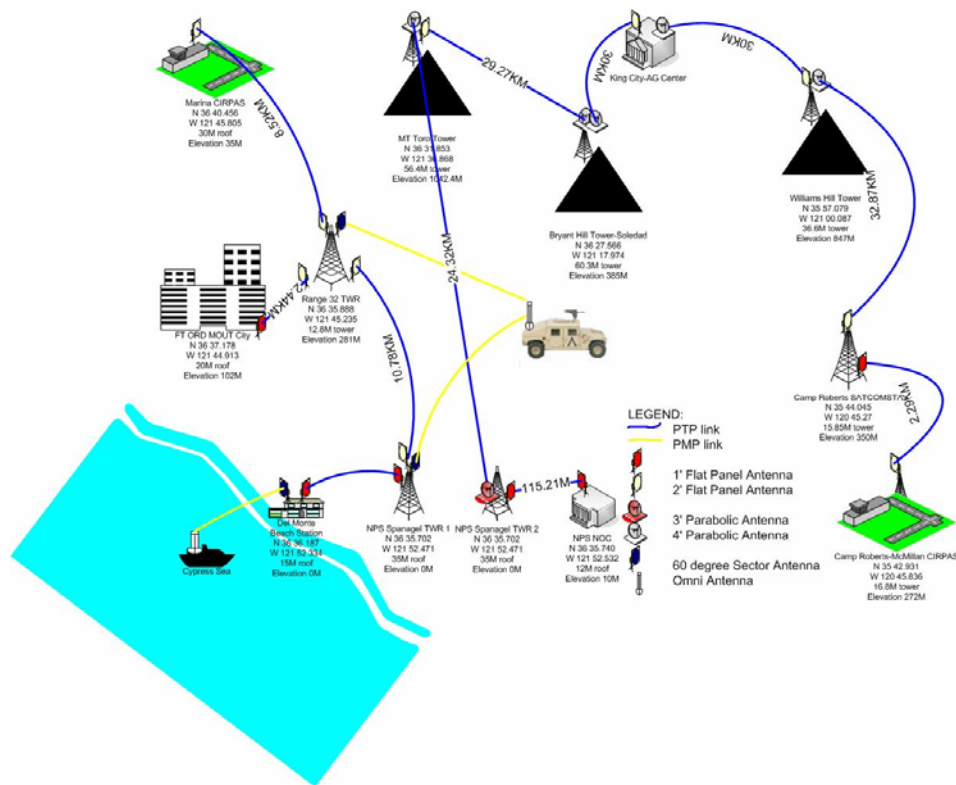 Marina CIRPAS
N 36 40.456
W 121 45.805
30M roof
Elevation 35M
8.52KM
MT Toro Tower
56.4M tower
Elevation
29.27KM
24.32KM
King City-AG Center
30KM
30KM
Bryant Hill Tower-Soledad
N 36 27.566
W 121 17.974
60.3M tower
Elevation 385M
Williams Hill Tower
N 35 57.079
W 121 00.087
36.6M tower
Elevation 847M
32.87KM
Range 32 TWR
N 36 35.888
W 121 45.235
12.8M tower
Elevation 281M
2.44KM
FT ORD MOUT City
N 36 37.178
W 121 44.913
20M roof
Elevation 102M
10.78KM
Camp Roberts SATCOMSTA
N 35 44.045
W 120 45.27
15.85M tower
Elevation 350M
2.29KM
LEGEND:
PTP link
PMP link
1' Flat Panel Antenna
2' Flat Panel Antenna
3' Parabolic Antenna
4' Parabolic Antenna
60 degree Sector Antenna
Omni Antenna
Del Monte
Beach Station
N 36 36.187
W 121 52.334
15M roof
Elevation 0M
Cypress Sea
NPS Spanagel TWR 1
N 36 35.702
W 121 52.471
35M roof
Elevation 0M
NPS Spanagel TWR 2
N 36 35.702
W 121 52.471
35M roof
Elevation 0M
115.21M
NPS NOC
N 36 35.740
W 121 52.532
12M roof
Elevation 10M
Camp Roberts-McMillan CIRPAS
N 35 42.931
W 120 45.836
16.8M tower
Elevation 272M